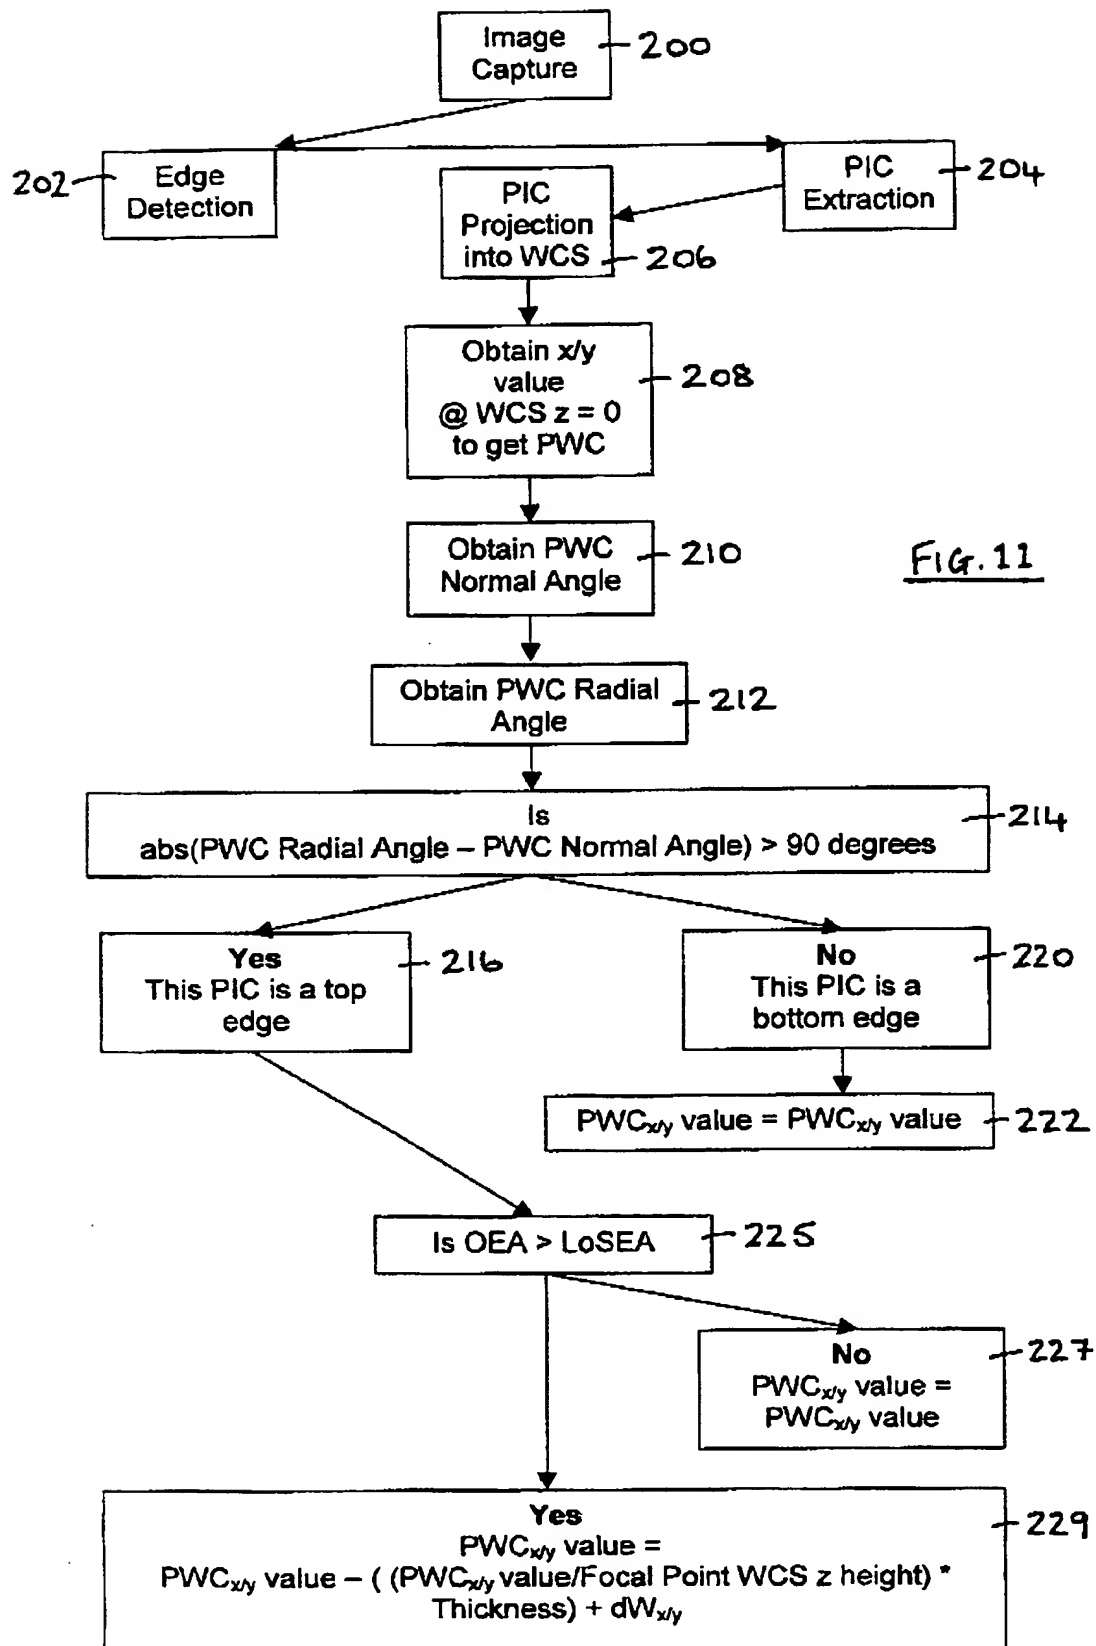 Image
Capture
200
202
Edge
Detection
PIC
Extraction
204
PIC
Projection
into WCS
206
Obtain x/y
value
@ WCS z = 0
to get PWC
208
Obtain PWC
Normal Angle
210
FIG. 11
Obtain PWC Radial
Angle
212
Is
abs(PWC Radial Angle – PWC Normal Angle) > 90 degrees
214
Yes
This PIC is a top
edge
216
No
This PIC is a
bottom edge
220
PWCx/y value = PWCx/y value
222
Is OEA > LoSEA
225
No
PWCx/y value =
PWCx/y value
227
Yes
PWCx/y value =
PWCx/y value – ( (PWCx/y value/Focal Point WCS z height) *
Thickness) + dWx/y
229